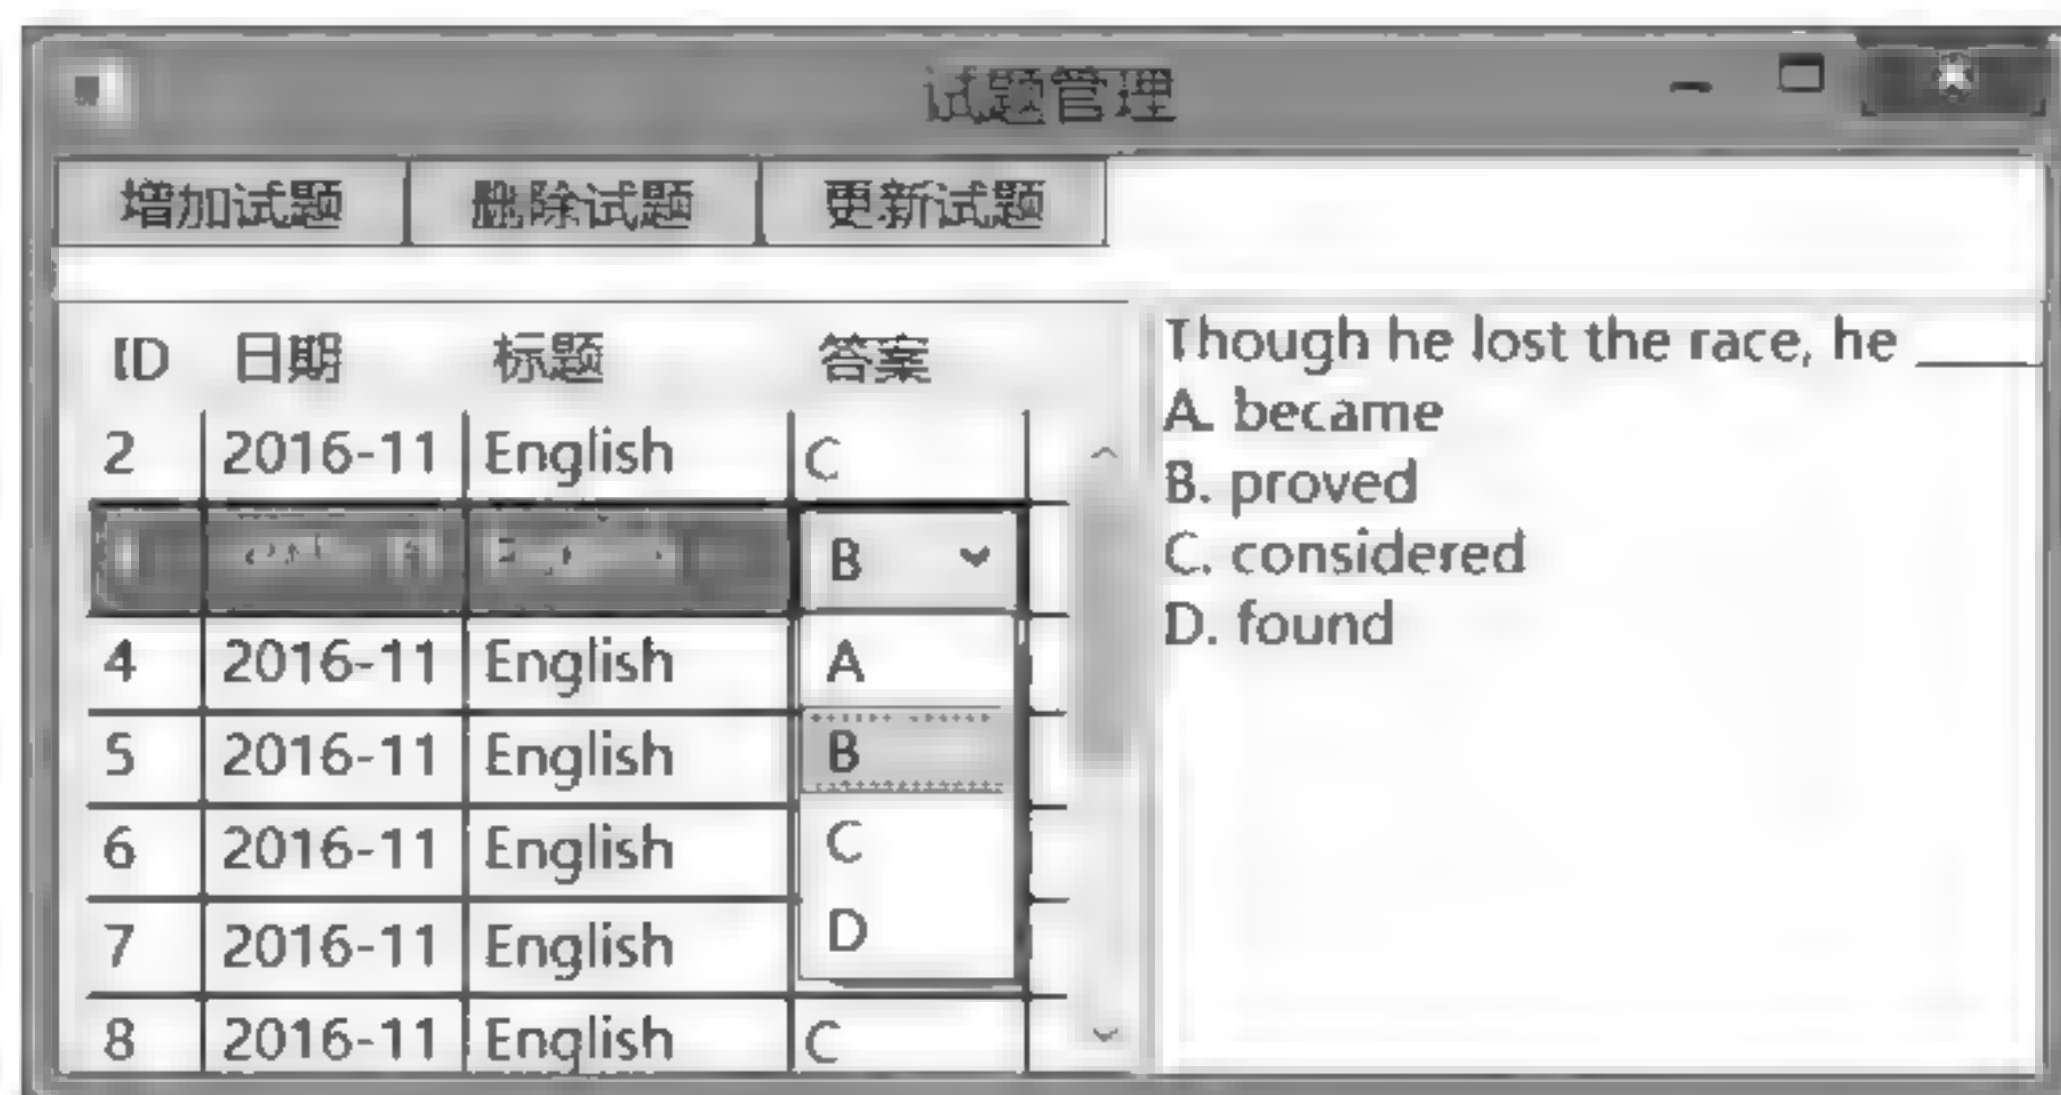 试题管理
增加试题 删除试题 更新试题
ID 日期 标题 答案
2 2016-11 English C
B
4 2016-11 English A
5 2016-11 English B
6 2016-11 English C
7 2016-11 English D
8 2016-11 English C
Though he lost the race, he ______
A. became
B. proved
C. considered
D. found